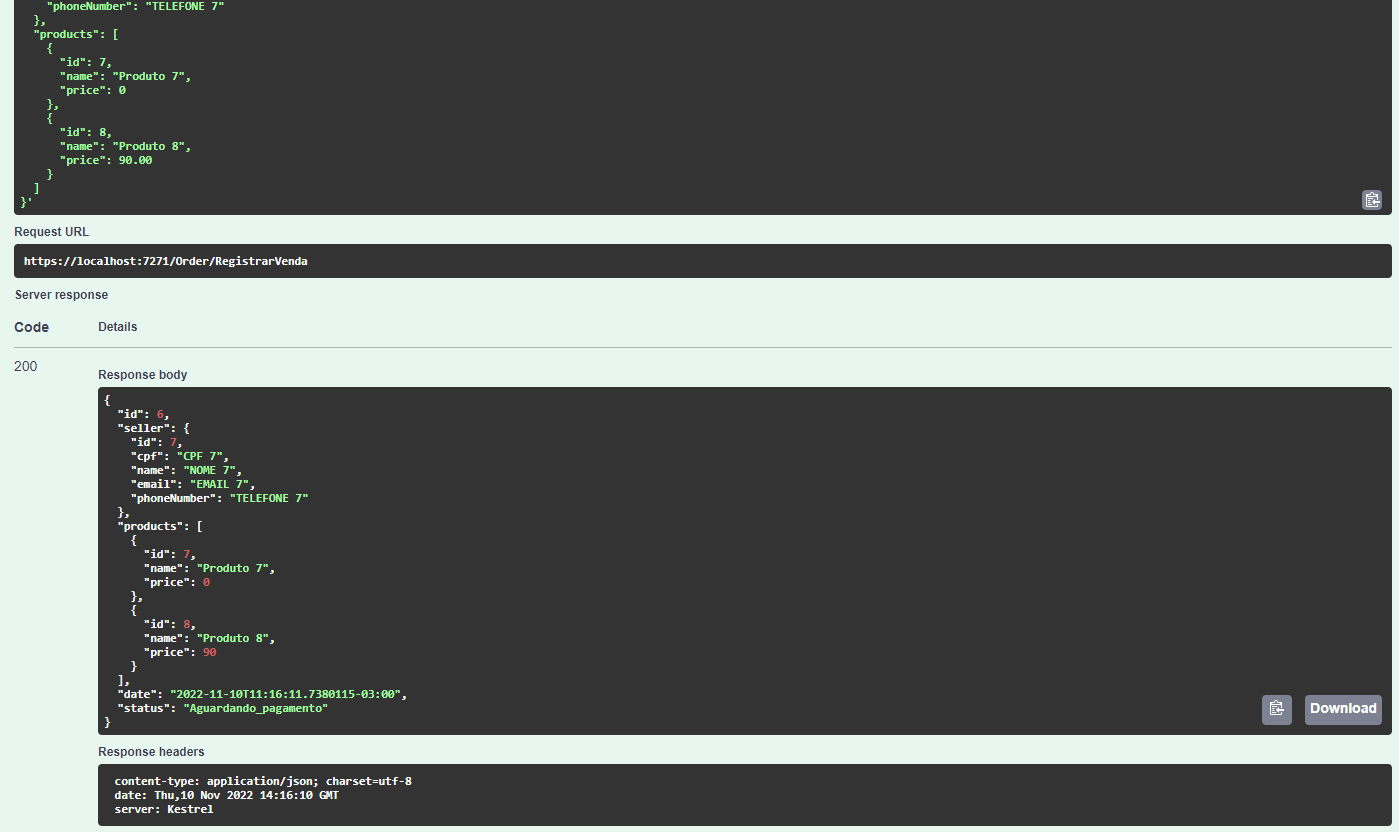 "phoneNumber": "TELEFONE 7"
  },
  "products": [
    {
      "id": 7,
      "name": "Produto 7",
      "price": 0
    },
    {
      "id": 8,
      "name": "Produto 8",
      "price": 90.00
    }
  ]
}'
Request URL
https://localhost:7271/Order/RegistrarVenda
Server response
Code Details
200
Response body
{
  "id": 6,
  "seller": {
    "id": 7,
    "cpf": "CPF 7",
    "name": "NOME 7",
    "email": "EMAIL 7",
    "phoneNumber": "TELEFONE 7"
  },
  "products": [
    {
      "id": 7,
      "name": "Produto 7",
      "price": 0
    },
    {
      "id": 8,
      "name": "Produto 8",
      "price": 90
    }
  ],
  "date": "2022-11-10T11:16:11.7380115-03:00",
  "status": "Aguardando_pagamento"
}
Download
Response headers
content-type: application/json; charset=utf-8
date: Thu,10 Nov 2022 14:16:10 GMT
server: Kestrel